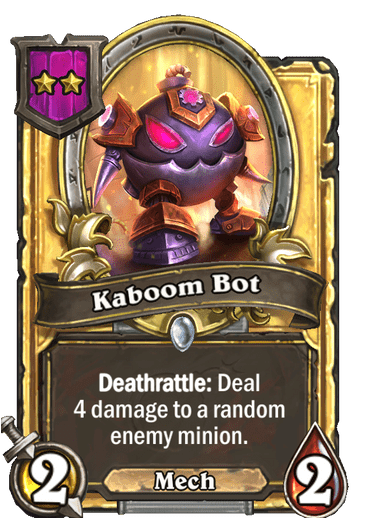 Kaboom Bot
Deathrattle: Deal
4 damage to a random
enemy minion.
2
Mech
2